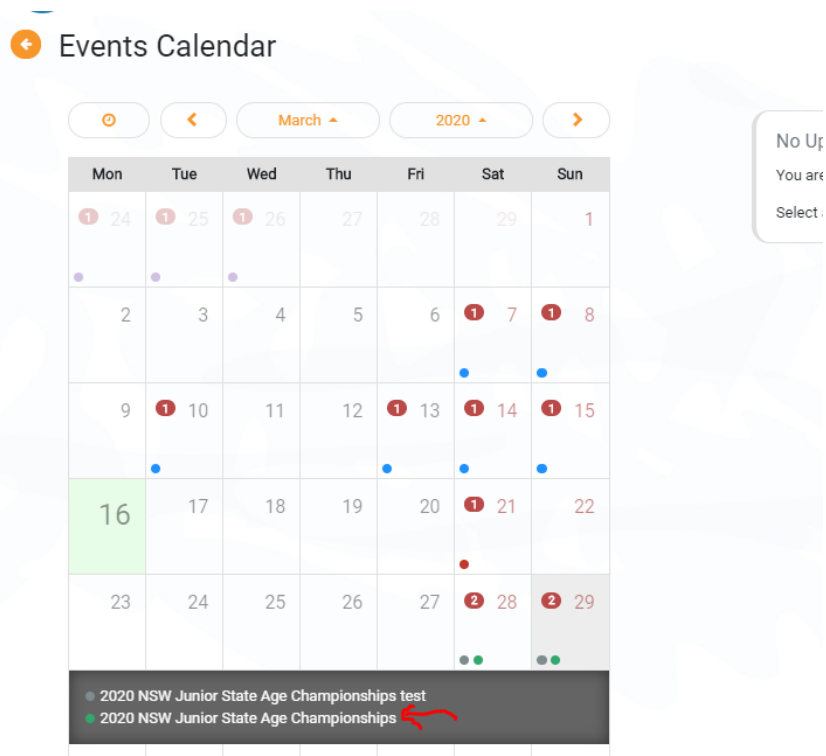 Events Calendar
March 2020
No Up
Mon Tue Wed Thu Fri Sat Sun
You are
Select
1 24 1 25 1 26 27 28 29 1
2 3 4 5 6 1 7 1 8
9 1 10 11 12 1 13 1 14 1 15
16 17 18 19 20 1 21 22
23 24 25 26 27 2 28 2 29
2020 NSW Junior State Age Championships test
2020 NSW Junior State Age Championships